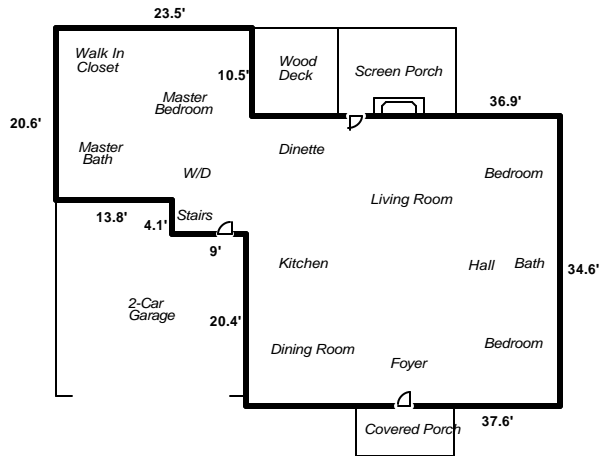 23.5'
Walk In
Closet
10.5'
Wood
Deck
Screen Porch
Master
Bedroom
36.9'
20.6'
Master
Bath
Dinette
W/D
Bedroom
Living Room
13.8'
4.1'
Stairs
9'
Kitchen
Hall
Bath
34.6'
2-Car
Garage
20.4'
Dining Room
Bedroom
Foyer
Covered Porch
37.6'